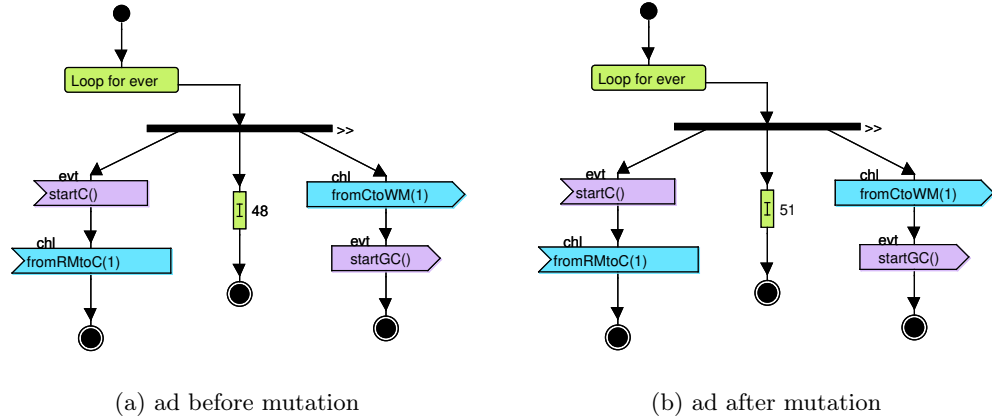 Loop for ever
>>
evt
startC()
chl
fromRMtoC(1)
48
chl
fromCtoWM(1)
evt
startGC()
(a) ad before mutation
Loop for ever
>>
evt
startC()
chl
fromRMtoC(1)
51
chl
fromCtoWM(1)
evt
startGC()
(b) ad after mutation